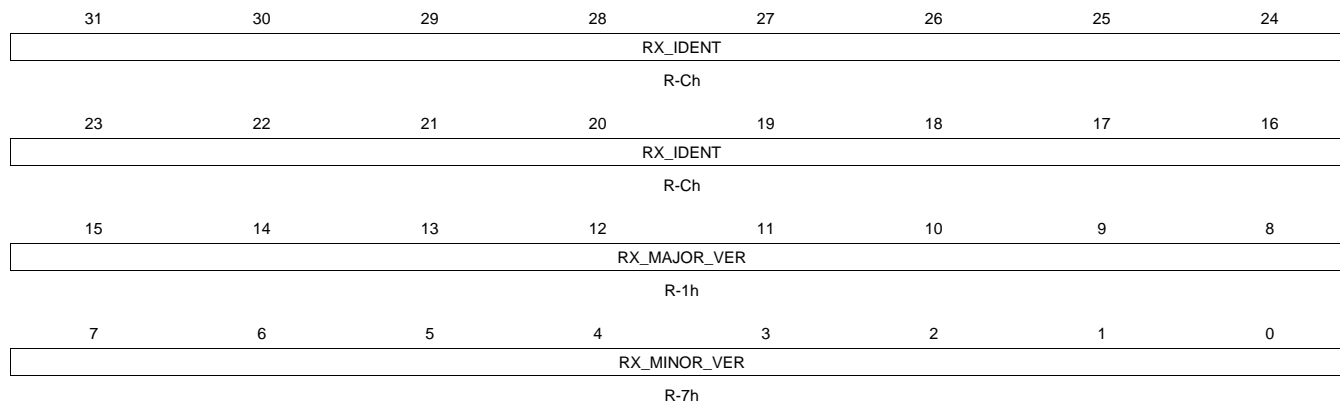 31 30 29 28 27 26 25 24
RX_IDENT
R-Ch
23 22 21 20 19 18 17 16
RX_IDENT
R-Ch
15 14 13 12 11 10 9 8
RX_MAJOR_VER
R-1h
7 6 5 4 3 2 1 0
RX_MINOR_VER
R-7h